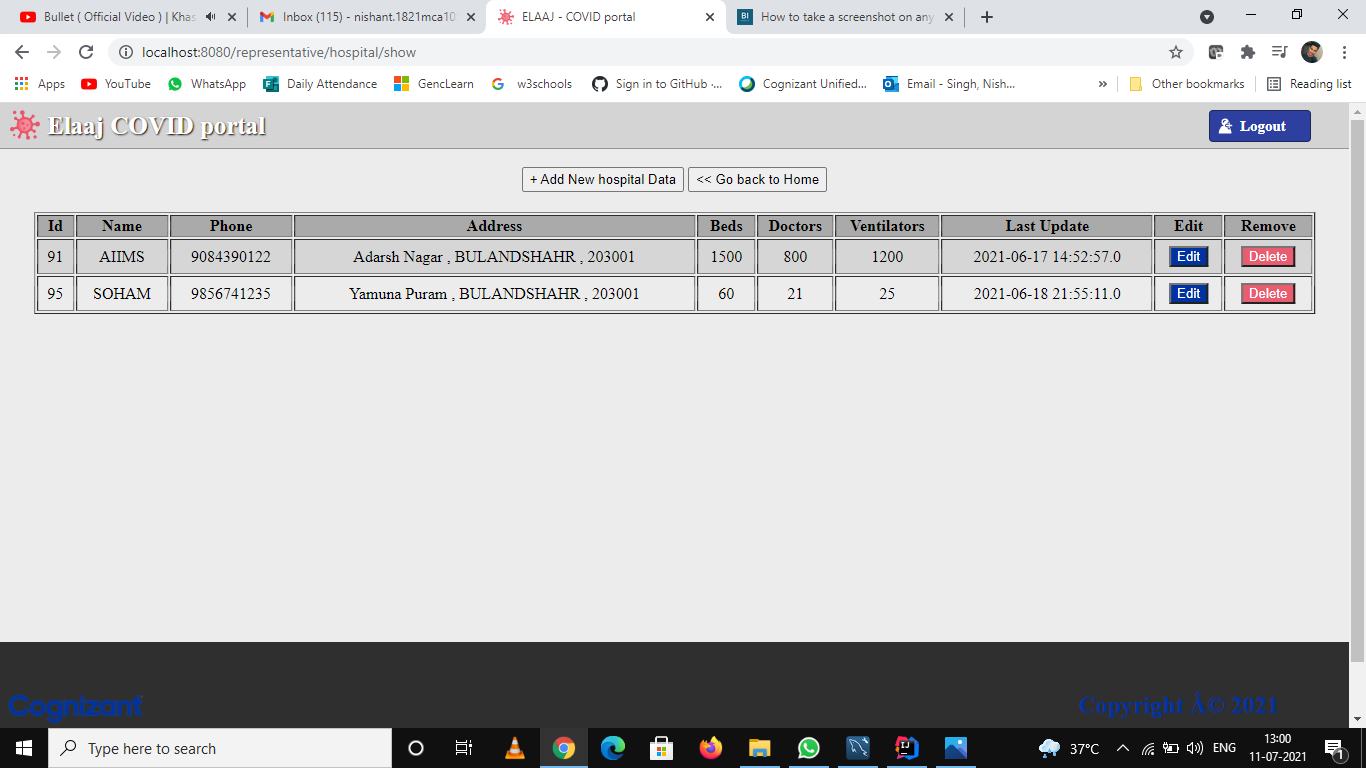 Bullet ( Official Video ) | Khas
Inbox (115) - nishant.1821mca10
ELAAJ - COVID portal
BI How to take a screenshot on any
localhost:8080/representative/hospital/show
Apps YouTube WhatsApp Daily Attendance GencLearn w3schools Sign in to GitHub ·... Cognizant Unified... Email - Singh, Nish... » Other bookmarks Reading list
Elaaj COVID portal Logout
+ Add New hospital Data << Go back to Home
Id Name Phone Address Beds Doctors Ventilators Last Update Edit Remove
91 AIIMS 9084390122 Adarsh Nagar , BULANDSHAHR , 203001 1500 800 1200 2021-06-17 14:52:57.0 Edit Delete
95 SOHAM 9856741235 Yamuna Puram , BULANDSHAHR , 203001 60 21 25 2021-06-18 21:55:11.0 Edit Delete
Cognizant Copyright Â© 2021
Type here to search 37°C ENG 13:00
11-07-2021 1